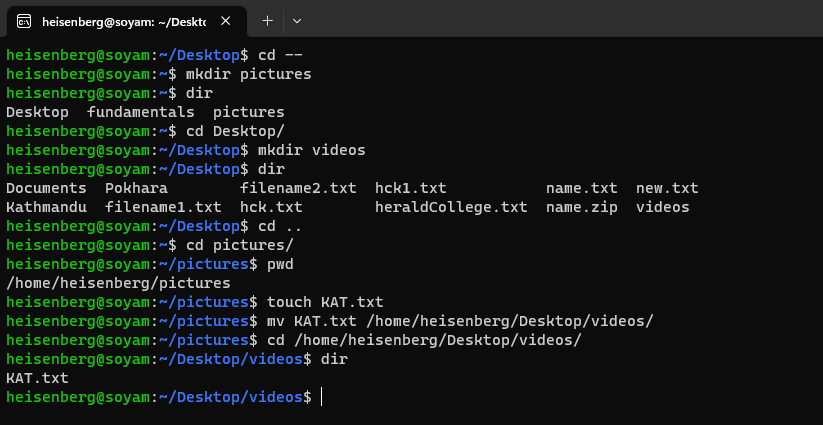 heisenberg@soyam: ~/Deskto
heisenberg@soyam:~/Desktop$ cd --
heisenberg@soyam:~$ mkdir pictures
heisenberg@soyam:~$ dir
Desktop  fundamentals  pictures
heisenberg@soyam:~$ cd Desktop/
heisenberg@soyam:~/Desktop$ mkdir videos
heisenberg@soyam:~/Desktop$ dir
Documents  Pokhara        filename2.txt  hck1.txt           name.txt  new.txt
Kathmandu  filename1.txt  hck.txt        heraldCollege.txt  name.zip  videos
heisenberg@soyam:~/Desktop$ cd ..
heisenberg@soyam:~$ cd pictures/
heisenberg@soyam:~/pictures$ pwd
/home/heisenberg/pictures
heisenberg@soyam:~/pictures$ touch KAT.txt
heisenberg@soyam:~/pictures$ mv KAT.txt /home/heisenberg/Desktop/videos/
heisenberg@soyam:~/pictures$ cd /home/heisenberg/Desktop/videos/
heisenberg@soyam:~/Desktop/videos$ dir
KAT.txt
heisenberg@soyam:~/Desktop/videos$